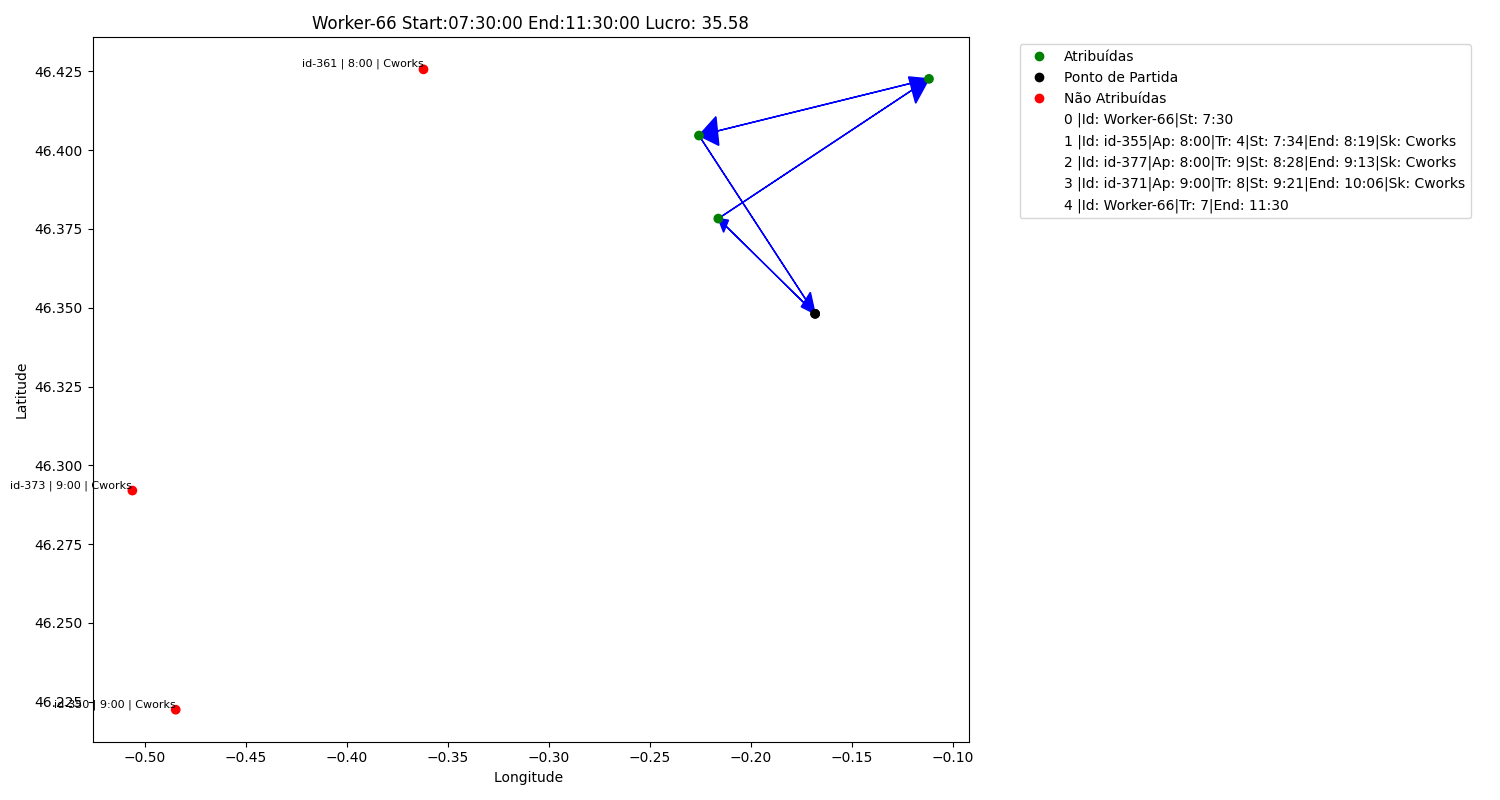 Worker-66 Start:07:30:00 End:11:30:00 Lucro: 35.58
id-361 | 8:00 | Cworks
id-373 | 9:00 | Cworks
id-350 | 9:00 | Cworks
46.425
46.400
46.375
46.350
46.325
46.300
46.275
46.250
46.225
Latitude
−0.50
−0.45
−0.40
−0.35
−0.30
−0.25
−0.20
−0.15
−0.10
Longitude
Atribuídas
Ponto de Partida
Não Atribuídas
0 |Id: Worker-66|St: 7:30
1 |Id: id-355|Ap: 8:00|Tr: 4|St: 7:34|End: 8:19|Sk: Cworks
2 |Id: id-377|Ap: 8:00|Tr: 9|St: 8:28|End: 9:13|Sk: Cworks
3 |Id: id-371|Ap: 9:00|Tr: 8|St: 9:21|End: 10:06|Sk: Cworks
4 |Id: Worker-66|Tr: 7|End: 11:30